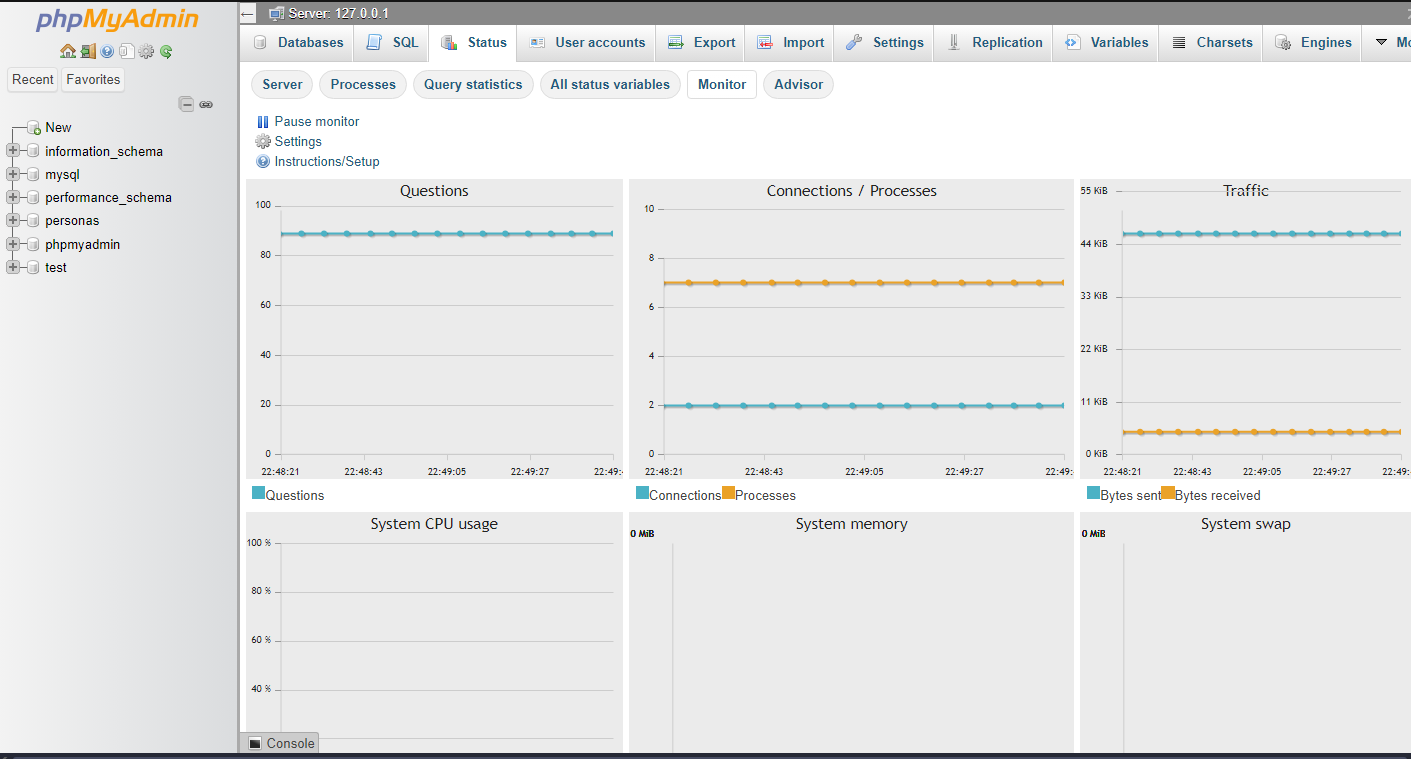 phpMyAdmin
Recent Favorites
New
information_schema
mysql
performance_schema
personas
phpmyadmin
test
Server: 127.0.0.1
Databases SQL Status User accounts Export Import Settings Replication Variables Charsets Engines
Server Processes Query statistics All status variables Monitor Advisor
Pause monitor
Settings
Instructions/Setup
Questions
100
80
60
40
20
0
22:48:21 22:48:43 22:49:05 22:49:27 22:49:
Questions
Connections / Processes
10
8
6
4
2
0
22:48:21 22:48:43 22:49:05 22:49:27 22:49:
Connections Processes
Traffic
55 KiB
44 KiB
33 KiB
22 KiB
11 KiB
0 KiB
22:48:21 22:48:43 22:49:05 22:49:27 22:49:
Bytes sent Bytes received
System CPU usage
100 %
80 %
60 %
40 %
System memory
0 MiB
System swap
0 MiB
Console